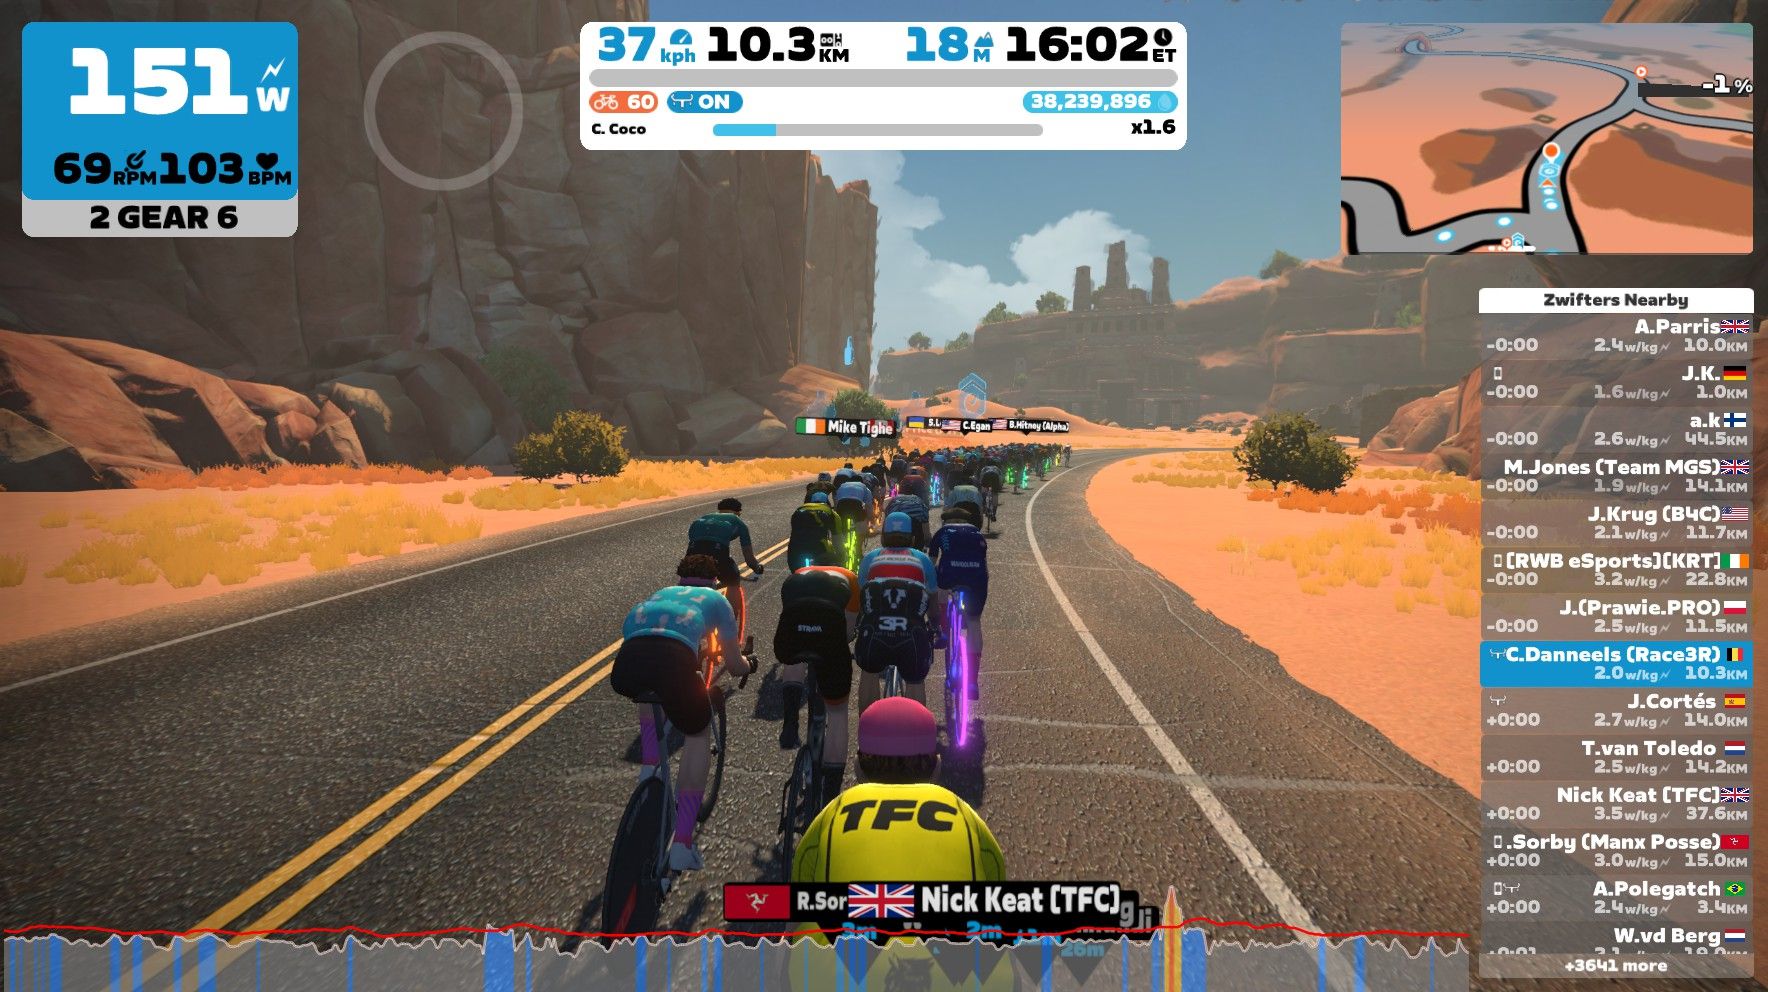 151 W
69 RPM 103 BPM
2 GEAR 6
37 kph 10.3 KM 18 M 16:02 ET
60 ON 38,239,896
C. Coco x1.6
-1 %
Zwifters Nearby
A.Parris
-0:00 2.4w/kg 10.0KM
J.K.
-0:00 1.6w/kg 1.0KM
a.k
-0:00 2.6w/kg 44.5KM
M.Jones (Team MGS)
-0:00 1.9w/kg 14.1KM
J.Krug (B4C)
-0:00 2.1w/kg 11.7KM
[RWB eSports][KRT]
-0:00 3.2w/kg 22.8KM
J.(Prawie.PRO)
-0:00 2.5w/kg 11.5KM
C.Danneels (Race3R)
2.0w/kg 10.3KM
J.Cortés
+0:00 2.7w/kg 14.0KM
T.van Toledo
+0:00 2.5w/kg 14.2KM
Nick Keat [TFC]
+0:00 3.5w/kg 37.6KM
.Sorby (Manx Posse)
+0:00 3.0w/kg 15.0KM
A.Polegatch
+0:00 2.4w/kg 3.4KM
W.vd Berg
+3641 more
Mike Tighe
C.Egan
B.Hitnoy (Alpha)
STRAVA
3R
TFC
R.Sor
Nick Keat [TFC]
2m
26m